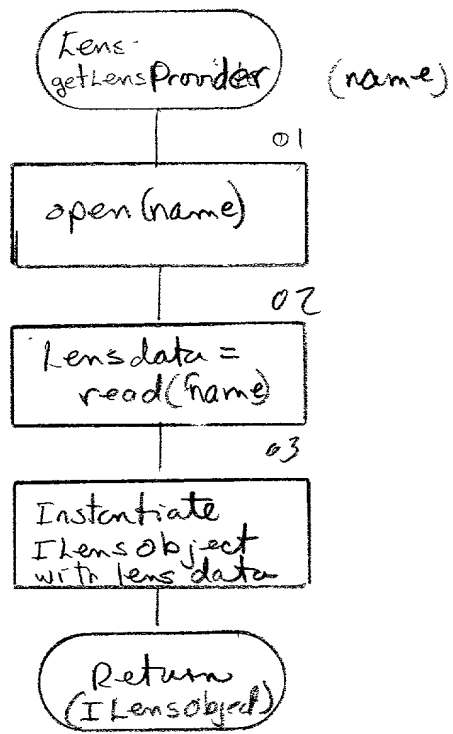 Lens-
getLensProvider (name)
01
open (name)
02
Lensdata =
read(name)
03
Instantiate
ILensobject
with lens data
Return
(ILensobject)